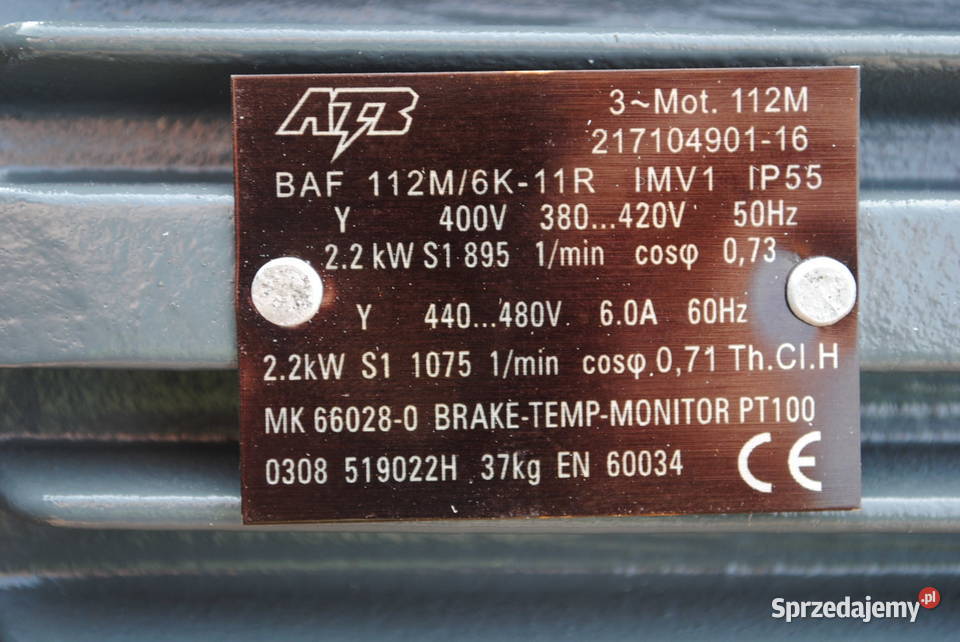 ATB
3~Mot. 112M
217104901-16
BAF 112M/6K-11R IMV1 IP55
Y 400V 380...420V 50Hz
2.2 kW S1 895 1/min cosφ 0,73
Y 440...480V 6.0A 60Hz
2.2kW S1 1075 1/min cosφ 0,71 Th.Cl.H
MK 66028-0 BRAKE-TEMP-MONITOR PT100
0308 519022H 37kg EN 60034
CE
Sprzedajemy.pl